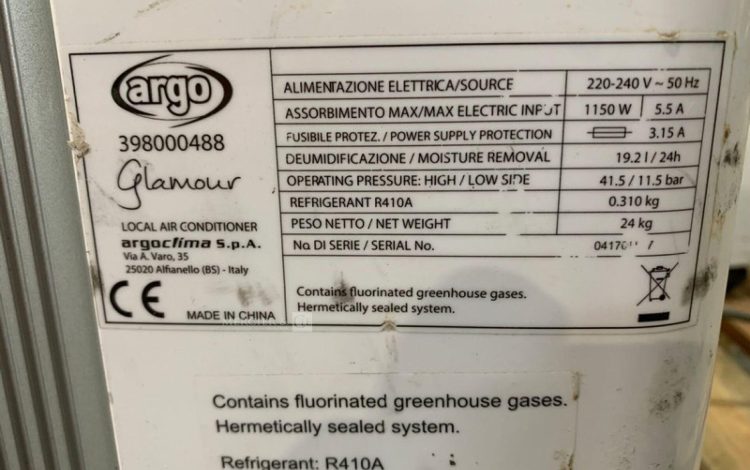 argo
398000488
Glamour
LOCAL AIR CONDITIONER
argoclima S.p.A.
Via A. Varo, 35
25020 Alfianello (BS) - Italy
CE
MADE IN CHINA
ALIMENTAZIONE ELETTRICA/SOURCE 220-240 V ~ 50 Hz
ASSORBIMENTO MAX/MAX ELECTRIC INPUT 1150 W 5.5 A
FUSIBILE PROTEZ. / POWER SUPPLY PROTECTION 3.15 A
DEUMIDIFICAZIONE / MOISTURE REMOVAL 19.2 l / 24h
OPERATING PRESSURE: HIGH / LOW SIDE 41.5 / 11.5 bar
REFRIGERANT R410A 0.310 kg
PESO NETTO / NET WEIGHT 24 kg
No DI SERIE / SERIAL No.
Contains fluorinated greenhouse gases.
Hermetically sealed system.
Contains fluorinated greenhouse gases.
Hermetically sealed system.
Refrigerant: R410A